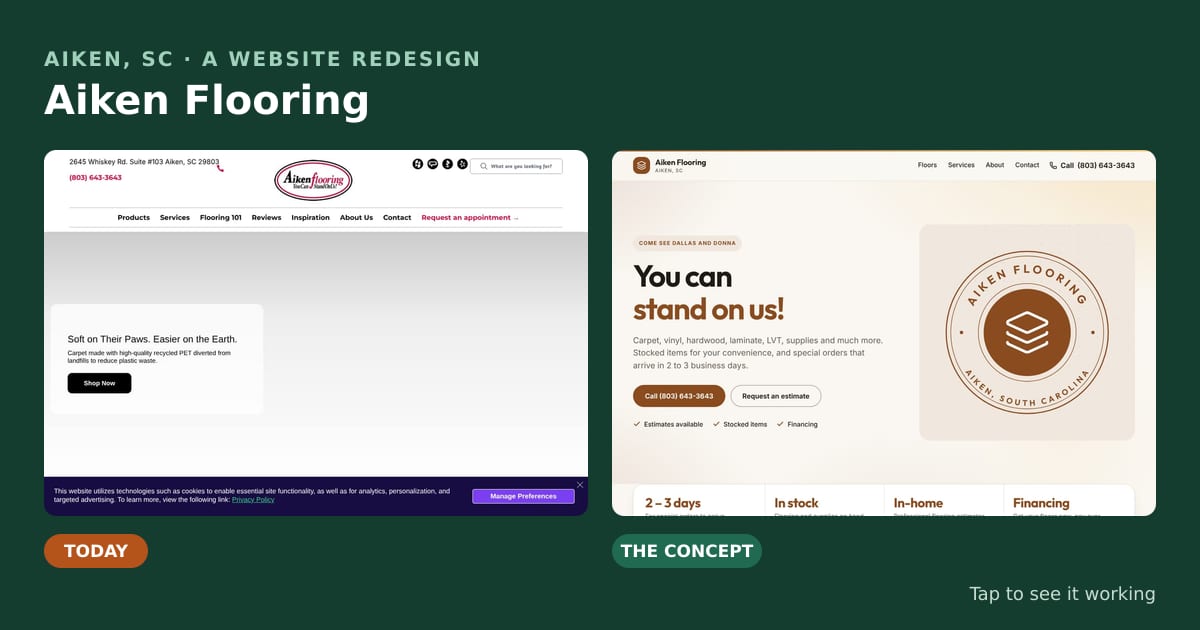 AIKEN, SC · A WEBSITE REDESIGN
Aiken Flooring
2645 Whiskey Rd. Suite #103 Aiken, SC 29803
(803) 643-3643
Aiken flooring
You Can Stand On Us!
What are you looking for?
Products Services Flooring 101 Reviews Inspiration About Us Contact Request an appointment →
Soft on Their Paws. Easier on the Earth.
Carpet made with high-quality recycled PET diverted from
landfills to reduce plastic waste.
Shop Now
This website utilizes technologies such as cookies to enable essential site functionality, as well as for analytics, personalization, and
targeted advertising. To learn more, view the following link: Privacy Policy
Manage Preferences
TODAY
Aiken Flooring
AIKEN, SC
Floors Services About Contact Call (803) 643-3643
COME SEE DALLAS AND DONNA
You can
stand on us!
Carpet, vinyl, hardwood, laminate, LVT, supplies and much more.
Stocked items for your convenience, and special orders that
arrive in 2 to 3 business days.
Call (803) 643-3643 Request an estimate
Estimates available Stocked items Financing
AIKEN FLOORING
AIKEN, SOUTH CAROLINA
2 – 3 days In stock In-home Financing
THE CONCEPT
Tap to see it working